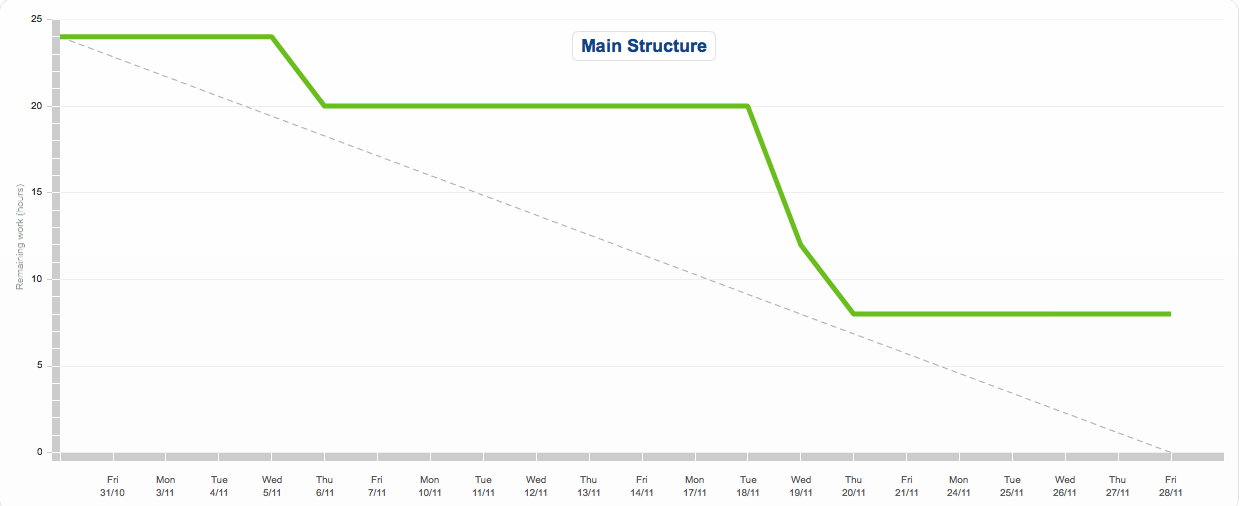 Main Structure
Remaining work (hours)
25
20
15
10
5
0
Fri Mon Tue Wed Thu Fri Mon Tue Wed Thu Fri Mon Tue Wed Thu Fri Mon Tue Wed Thu Fri
31/10 3/11 4/11 5/11 6/11 7/11 10/11 11/11 12/11 13/11 14/11 17/11 18/11 19/11 20/11 21/11 24/11 25/11 26/11 27/11 28/11